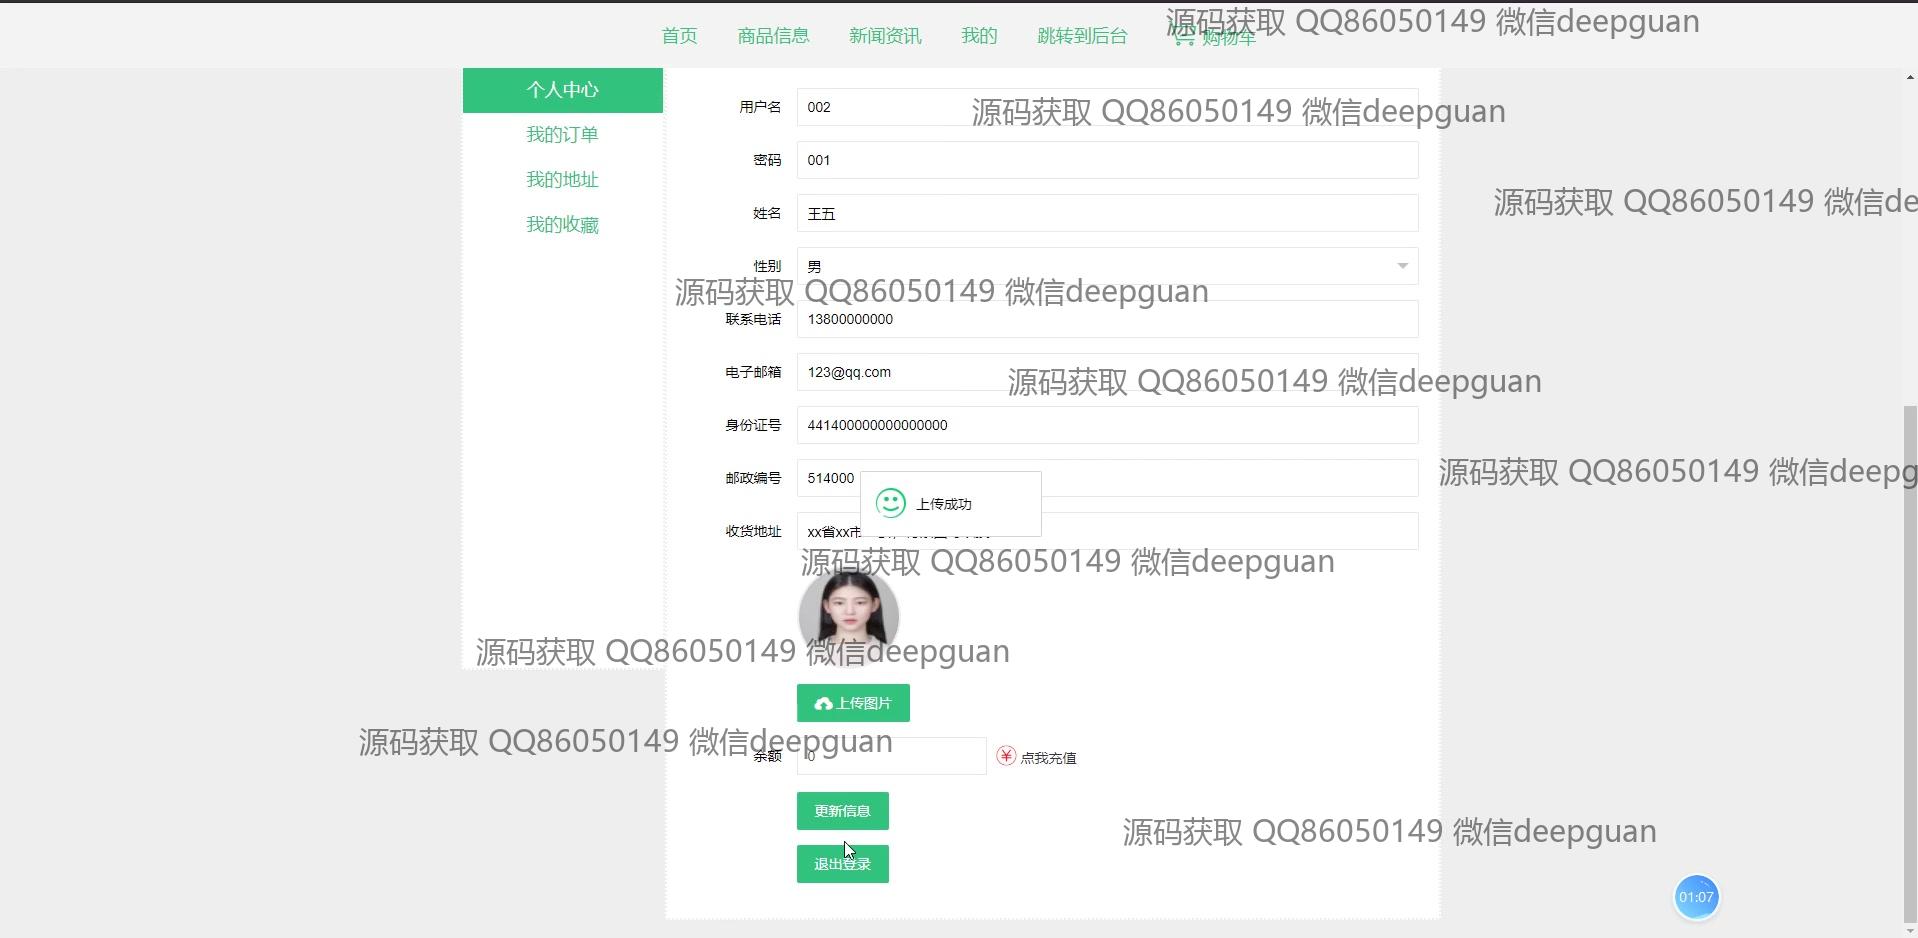 首页 商品信息 新闻资讯 我的 跳转到后台 购物车
源码获取 QQ86050149 微信deepguan
个人中心
我的订单
我的地址
我的收藏
用户名 002
源码获取 QQ86050149 微信deepguan
密码 001
源码获取 QQ86050149 微信de
姓名 王五
性别 男
源码获取 QQ86050149 微信deepguan
联系电话 13800000000
电子邮箱 123@qq.com
源码获取 QQ86050149 微信deepguan
身份证号 441400000000000000
邮政编号 514000
源码获取 QQ86050149 微信deepg
上传成功
收货地址 xx省xx市
源码获取 QQ86050149 微信deepguan
源码获取 QQ86050149 微信deepguan
上传图片
源码获取 QQ86050149 微信deepguan
余额 0 点我充值
更新信息
源码获取 QQ86050149 微信deepguan
退出登录
01:07